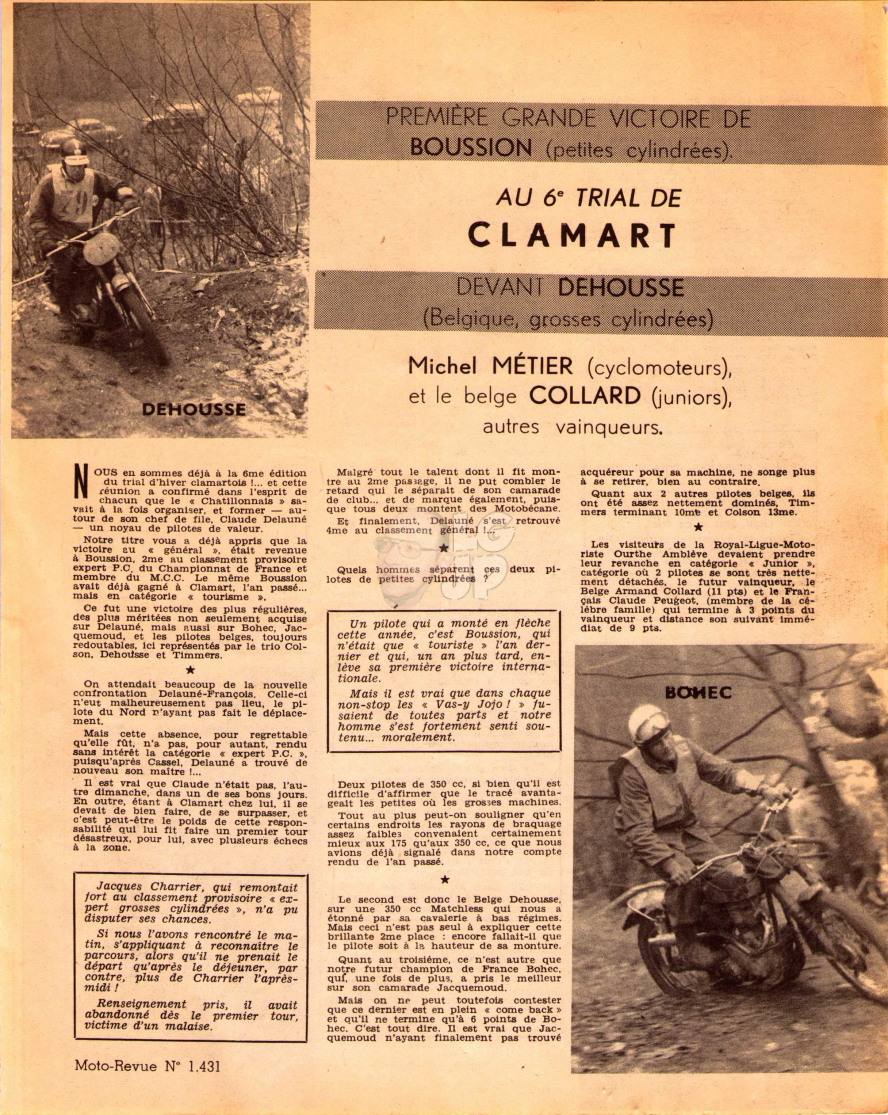 PREMIÈRE GRANDE VICTOIRE DE
BOUSSION (petites cylindrées).
AU 6e TRIAL DE
CLAMART
DEVANT DEHOUSSE
(Belgique, grosses cylindrées)
Michel MÉTIER (cyclomoteurs),
et le belge COLLARD (juniors),
autres vainqueurs.
DEHOUSSE
NOUS en sommes déjà à la 6me édition
du trial d'hiver clamartois !... et cette
réunion a confirmé dans l'esprit de
chacun que le « Chatillonnais » sa-
vait à la fois organiser, et former — au-
tour de son chef de file, Claude Delauné
— un noyau de pilotes de valeur.
Notre titre vous a déjà appris que la
victoire au « général », était revenue
à Boussion, 2me au classement provisoire
expert P.C. du Championnat de France et
membre du M.C.C. Le même Boussion
avait déjà gagné à Clamart, l'an passé...
mais en catégorie « tourisme ».
Ce fut une victoire des plus régulières,
des plus méritées non seulement acquise
sur Delauné, mais aussi sur Bohec, Jac-
quemoud, et les pilotes belges, toujours
redoutables, ici représentés par le trio Col-
son, Dehousse et Timmers.
★
On attendait beaucoup de la nouvelle
confrontation Delauné-François. Celle-ci
n'eut malheureusement pas lieu, le pi-
lote du Nord n'ayant pas fait le déplace-
ment.
Mais cette absence, pour regrettable
qu'elle fût, n'a pas, pour autant, rendu
sans intérêt la catégorie « expert P.C. »,
puisqu'après Cassel, Delauné a trouvé de
nouveau son maître !...
Il est vrai que Claude n'était pas, l'au-
tre dimanche, dans un de ses bons jours.
En outre, étant à Clamart chez lui, il se
devait de bien faire, de se surpasser, et
c'est peut-être le poids de cette respon-
sabilité qui lui fit faire un premier tour
désastreux, pour lui, avec plusieurs échecs
à la zone.
Jacques Charrier, qui remontait
fort au classement provisoire « ex-
pert grosses cylindrées », n'a pu
disputer ses chances.
Si nous l'avons rencontré le ma-
tin, s'appliquant à reconnaître le
parcours, alors qu'il ne prenait le
départ qu'après le déjeuner, par
contre, plus de Charrier l'après-
midi !
Renseignement pris, il avait
abandonné dès le premier tour,
victime d'un malaise.
Malgré tout le talent dont il fit mon-
tre au 2me passage, il ne put combler le
retard qui le séparait de son camarade
de club... et de marque également, puis-
que tous deux montent des Motobécane.
Et finalement, Delauné s'est retrouvé
4me au classement général !...
★
Quels hommes séparent ces deux pi-
lotes de petites cylindrées ?
Un pilote qui a monté en flèche
cette année, c'est Boussion, qui
n'était que « touriste » l'an der-
nier et qui, un an plus tard, en-
lève sa première victoire interna-
tionale.
Mais il est vrai que dans chaque
non-stop les « Vas-y Jojo ! » fu-
saient de toutes parts et notre
homme s'est fortement senti sou-
tenu... moralement.
Deux pilotes de 350 cc, si bien qu'il est
difficile d'affirmer que le tracé avanta-
geait les petites où les grosses machines.
Tout au plus peut-on souligner qu'en
certains endroits les rayons de braquage
assez faibles convenaient certainement
mieux aux 175 qu'aux 350 cc, ce que nous
avions déjà signalé dans notre compte
rendu de l'an passé.
★
Le second est donc le Belge Dehousse,
sur une 350 cc Matchless qui nous a
étonné par sa cavalerie à bas régimes.
Mais ceci n'est pas seul à expliquer cette
brillante 2me place : encore fallait-il que
le pilote soit à la hauteur de sa monture.
Quant au troisième, ce n'est autre que
notre futur champion de France Bohec,
qui, une fois de plus, a pris le meilleur
sur son camarade Jacquemoud.
Mais on ne peut toutefois contester
que ce dernier est en plein « come back »
et qu'il ne termine qu'à 6 points de Bo-
hec. C'est tout dire. Il est vrai que Jac-
quemoud n'ayant finalement pas trouvé
acquéreur pour sa machine, ne songe plus
à se retirer, bien au contraire.
Quant aux 2 autres pilotes belges, ils
ont été assez nettement dominés, Tim-
mers terminant 10me et Colson 13me.
★
Les visiteurs de la Royal-Ligue-Moto-
riste Ourthe Amblève devaient prendre
leur revanche en catégorie « Junior »,
catégorie où 2 pilotes se sont très nette-
ment détachés, le futur vainqueur, le
Belge Armand Collard (11 pts) et le Fran-
çais Claude Peugeot, (membre de la cé-
lèbre famille) qui termine à 3 points du
vainqueur et distance son suivant immé-
diat de 9 pts.
BOHEC
Moto-Revue N° 1.431